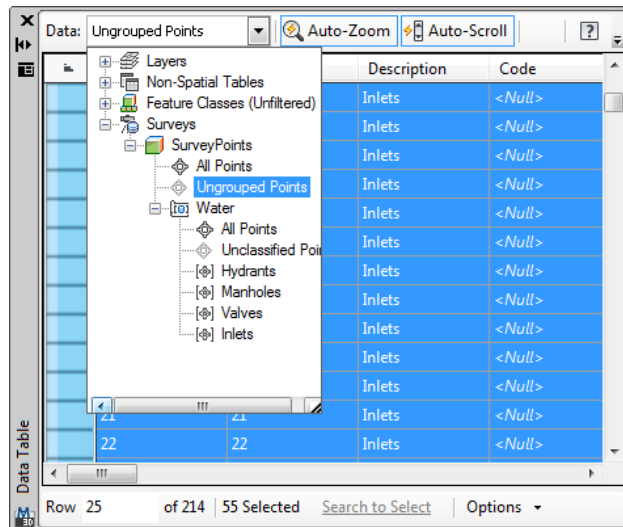 Data: Ungrouped Points Auto-Zoom Auto-Scroll ?
Description Code
Layers
Non-Spatial Tables
Feature Classes (Unfiltered)
Surveys
SurveyPoints
All Points
Ungrouped Points
Water
All Points
Unclassified Poi
Hydrants
Manholes
Valves
Inlets
Inlets <Null>
Inlets <Null>
Inlets <Null>
Inlets <Null>
Inlets <Null>
Inlets <Null>
Inlets <Null>
Inlets <Null>
Inlets <Null>
Inlets <Null>
Inlets <Null>
21 21 Inlets <Null>
22 22 Inlets <Null>
Data Table
Row 25 of 214 55 Selected Search to Select Options